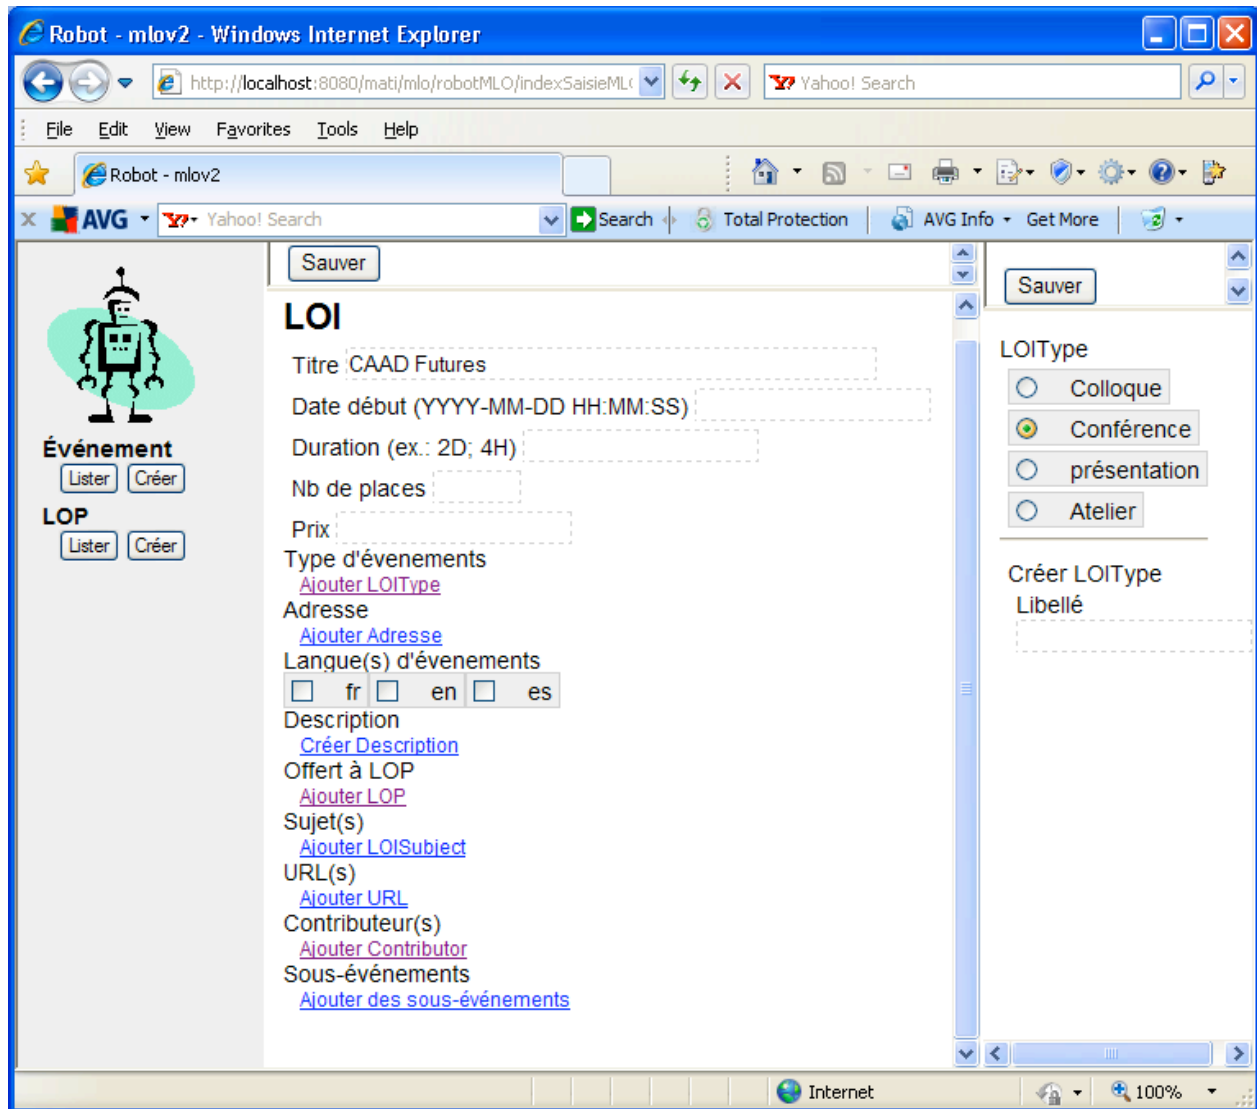 Robot - mlov2 - Windows Internet Explorer
http://localhost:8080/mati/mlo/robotMLO/indexSaisieML
Yahoo! Search
File Edit View Favorites Tools Help
Robot - mlov2
AVG Yahoo! Search Search Total Protection AVG Info Get More
Événement
Lister Créer
LOP
Lister Créer
Sauver
LOI
Titre CAAD Futures
Date début (YYYY-MM-DD HH:MM:SS)
Duration (ex.: 2D; 4H)
Nb de places
Prix
Type d'évenements
Ajouter LOIType
Adresse
Ajouter Adresse
Langue(s) d'évenements
fr en es
Description
Créer Description
Offert à LOP
Ajouter LOP
Sujet(s)
Ajouter LOISubject
URL(s)
Ajouter URL
Contributeur(s)
Ajouter Contributor
Sous-événements
Ajouter des sous-événements
Sauver
LOIType
Colloque
Conférence
présentation
Atelier
Créer LOIType
Libellé
Internet 100%